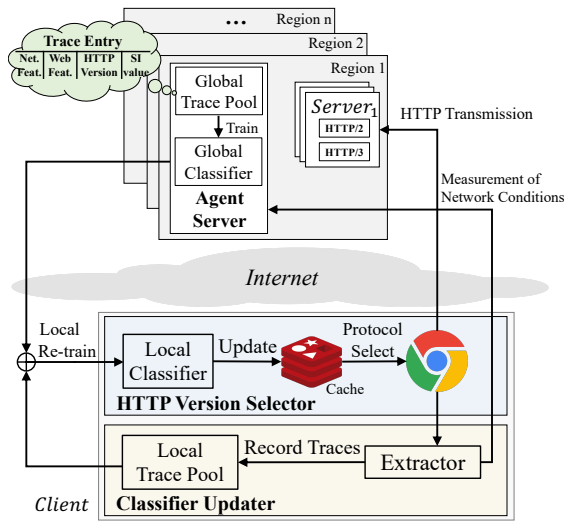 ...
Region n
Region 2
Region 1
Trace Entry
Net. Feat.
Web Feat.
HTTP Version
SI value
Global
Trace Pool
Train
Global
Classifier
Agent
Server
Server1
HTTP/2
HTTP/3
HTTP Transmission
Measurement of
Network Conditions
Internet
Local
Re-train
Local
Classifier
Update
Cache
Protocol
Select
HTTP Version Selector
Local
Trace Pool
Record Traces
Extractor
Classifier Updater
Client